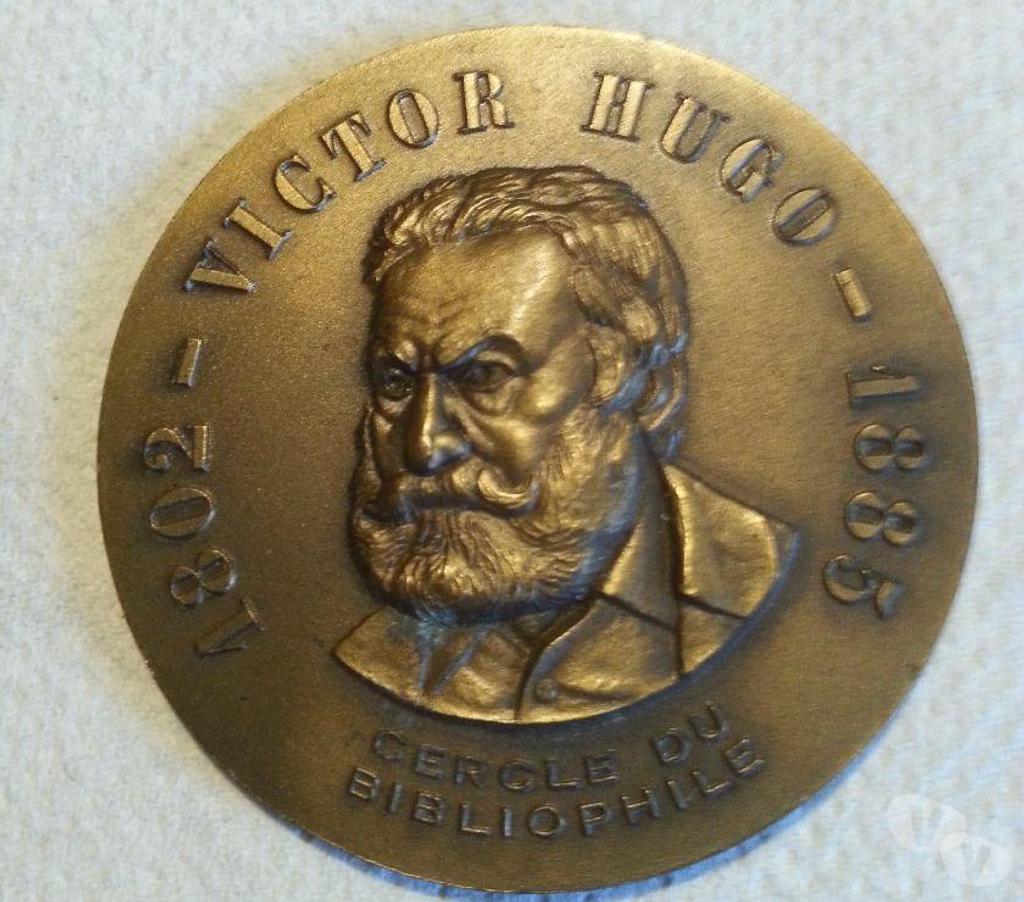 1802 - VICTOR HUGO - 1885
CERCLE DU
BIBLIOPHILE